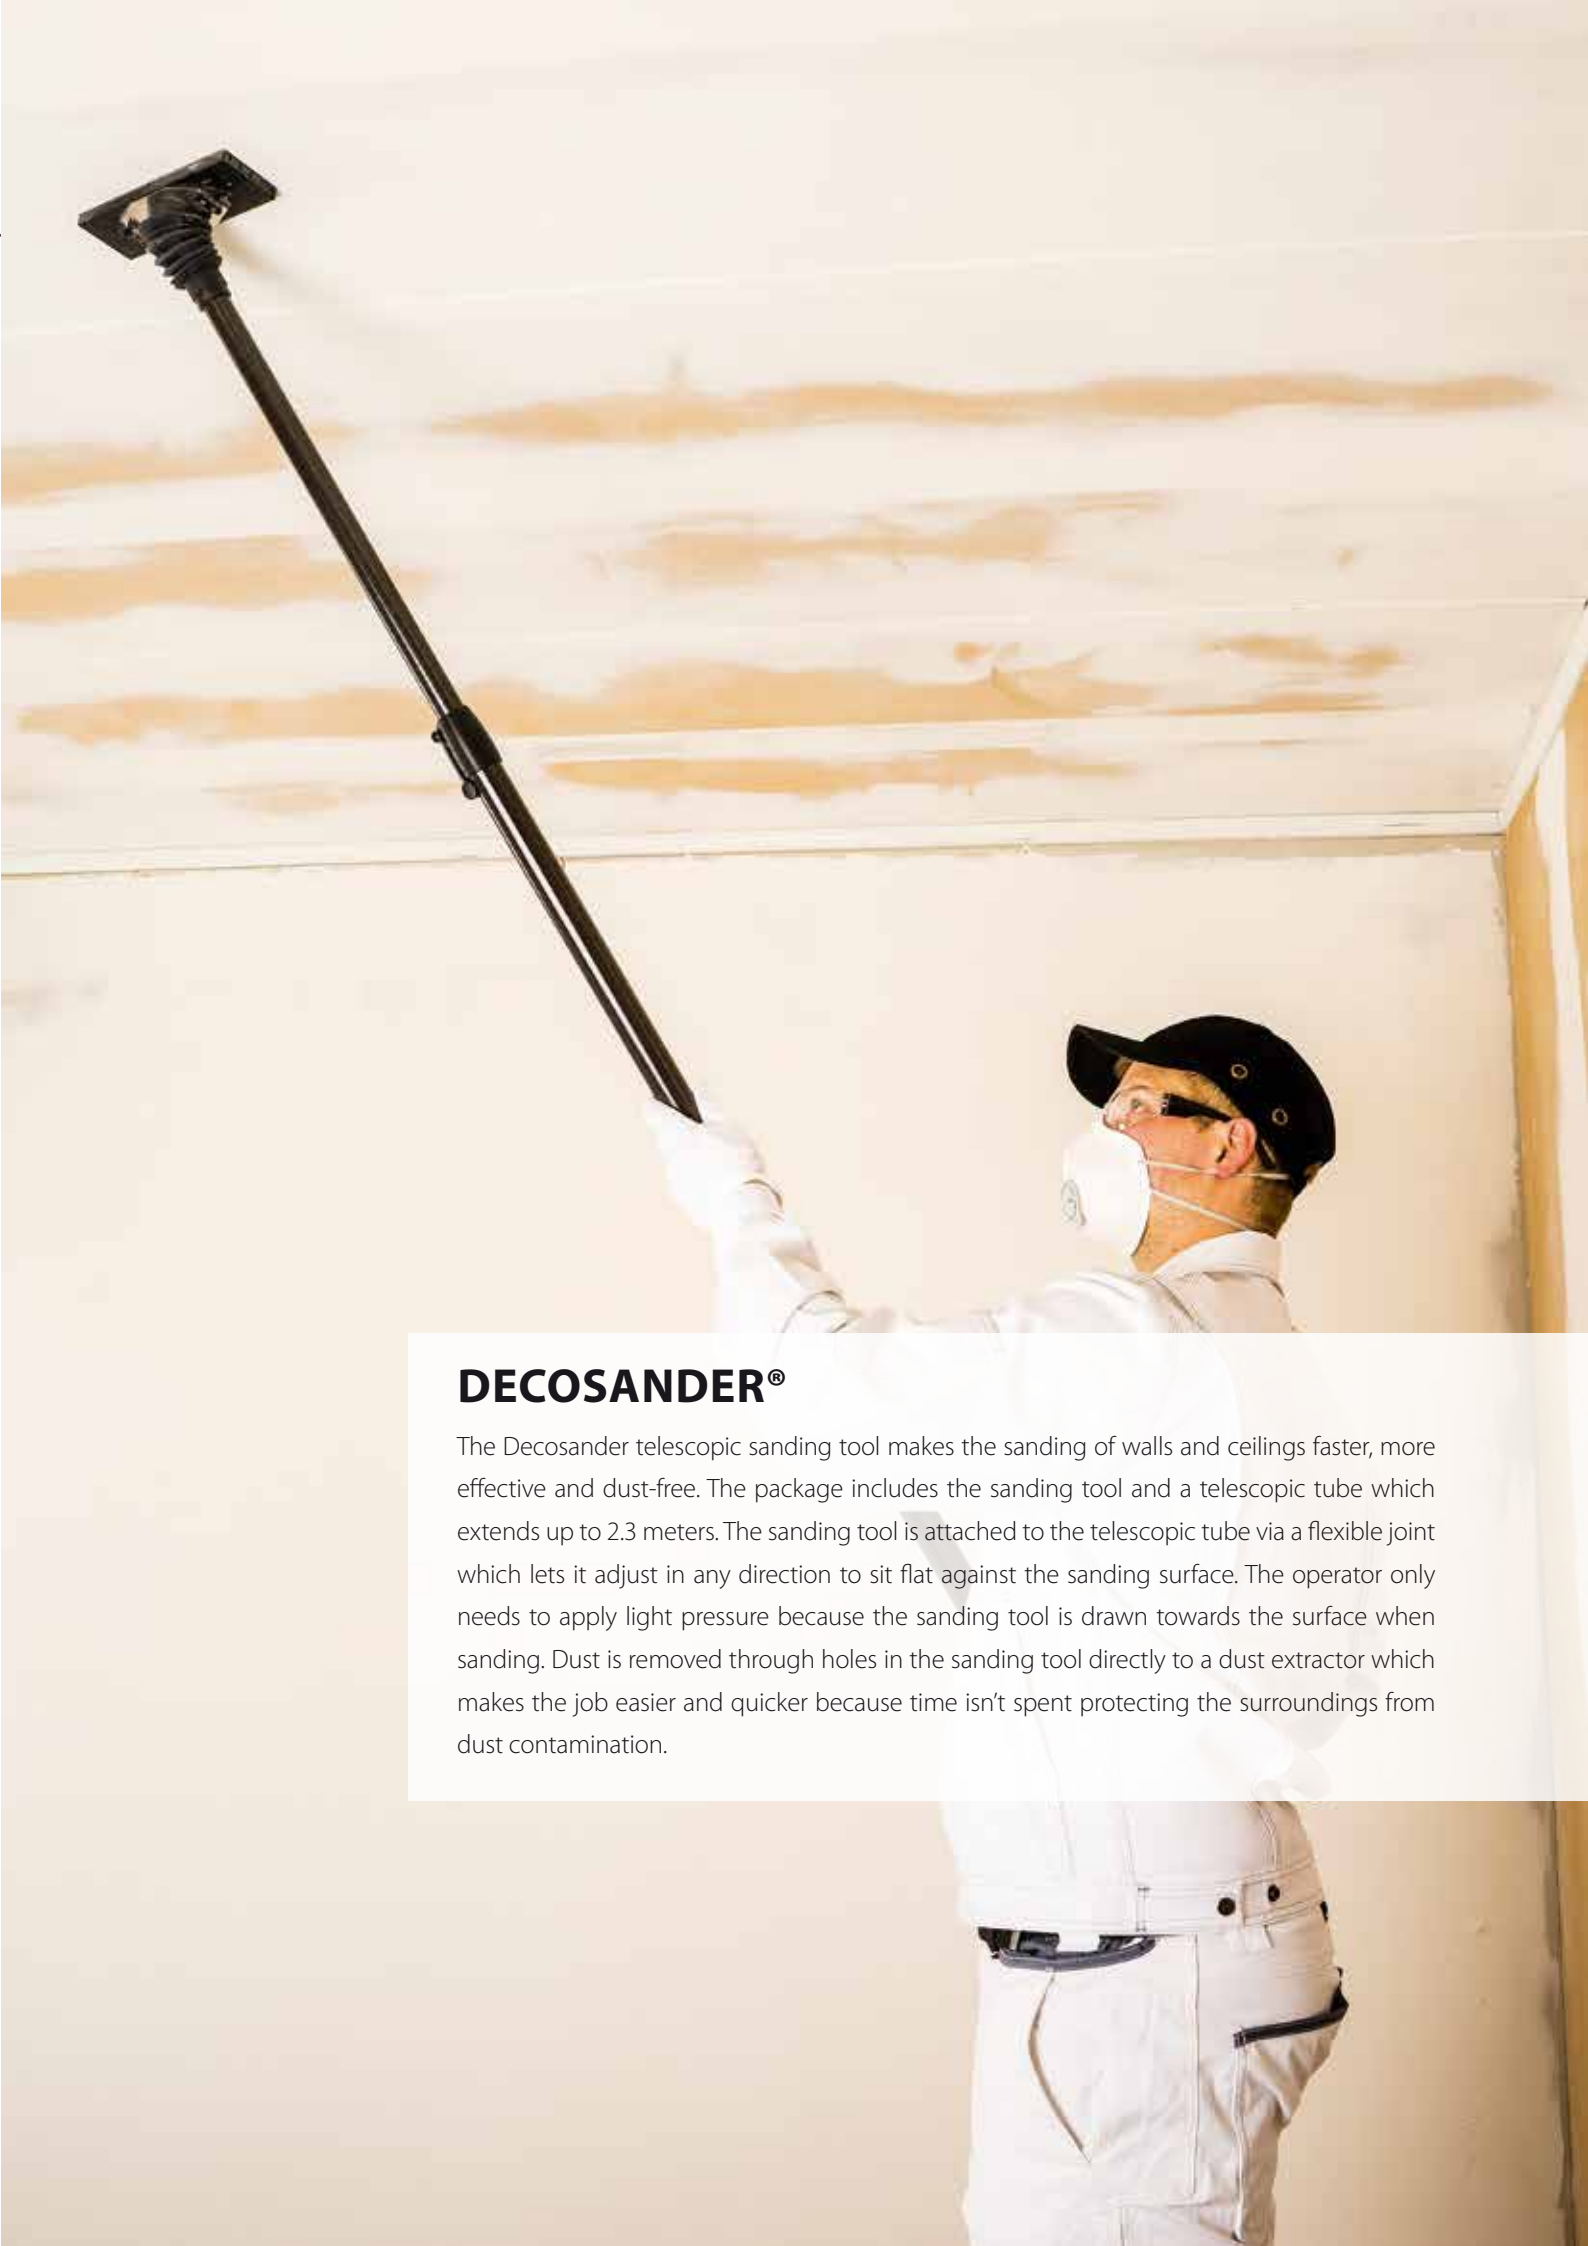 DECOSANDER®
The Decosander telescopic sanding tool makes the sanding of walls and ceilings faster, more
effective and dust-free. The package includes the sanding tool and a telescopic tube which
extends up to 2.3 meters. The sanding tool is attached to the telescopic tube via a flexible joint
which lets it adjust in any direction to sit flat against the sanding surface. The operator only
needs to apply light pressure because the sanding tool is drawn towards the surface when
sanding. Dust is removed through holes in the sanding tool directly to a dust extractor which
makes the job easier and quicker because time isn’t spent protecting the surroundings from
dust contamination.